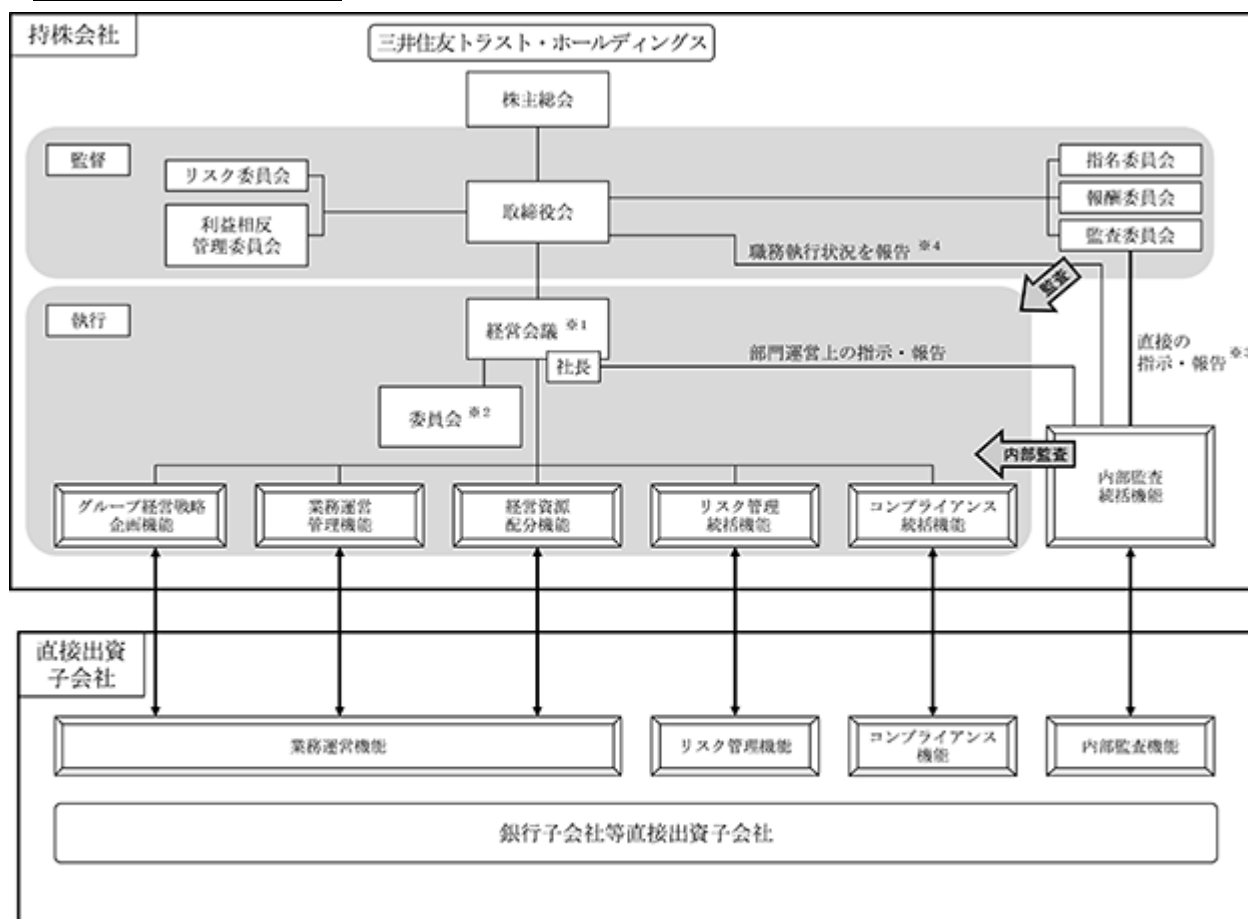 持株会社
三井住友トラスト・ホールディングス
株主総会
監督
リスク委員会
利益相反
管理委員会
取締役会
指名委員会
報酬委員会
監査委員会
職務執行状況を報告 ※4
監査
執行
経営会議 ※1
社長
委員会 ※2
部門運営上の指示・報告
直接の
指示・報告 ※3
内部監査
内部監査
統括機能
グループ経営戦略
企画機能
業務運営
管理機能
経営資源
配分機能
リスク管理
統括機能
コンプライアンス
統括機能
直接出資
子会社
業務運営機能
リスク管理機能
コンプライアンス
機能
内部監査機能
銀行子会社等直接出資子会社